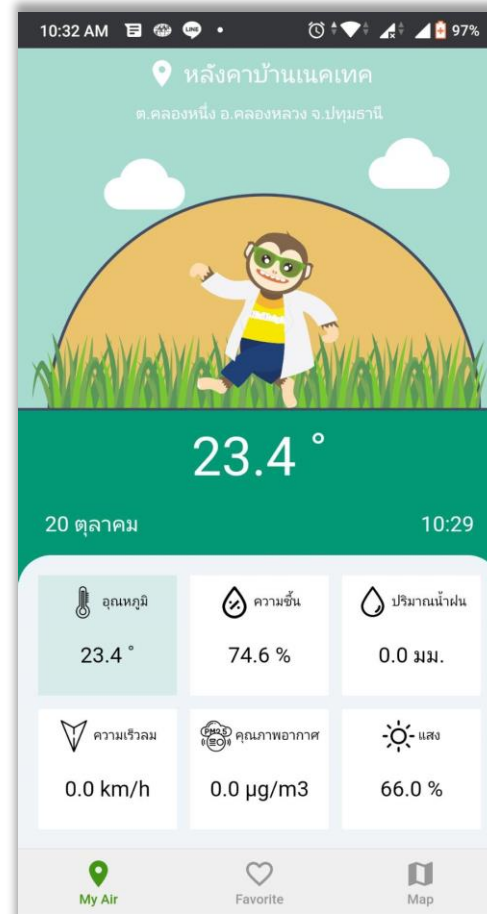 10:32 AM
LINE
97%
หลังคาบ้านเนคเทค
ต.คลองหนึ่ง อ.คลองหลวง จ.ปทุมธานี
23.4 °
20 ตุลาคม
10:29
อุณหภูมิ
ความชื้น
ปริมาณน้ำฝน
23.4 °
74.6 %
0.0 มม.
ความเร็วลม
PM2.5
คุณภาพอากาศ
แสง
0.0 km/h
0.0 µg/m3
66.0 %
My Air
Favorite
Map